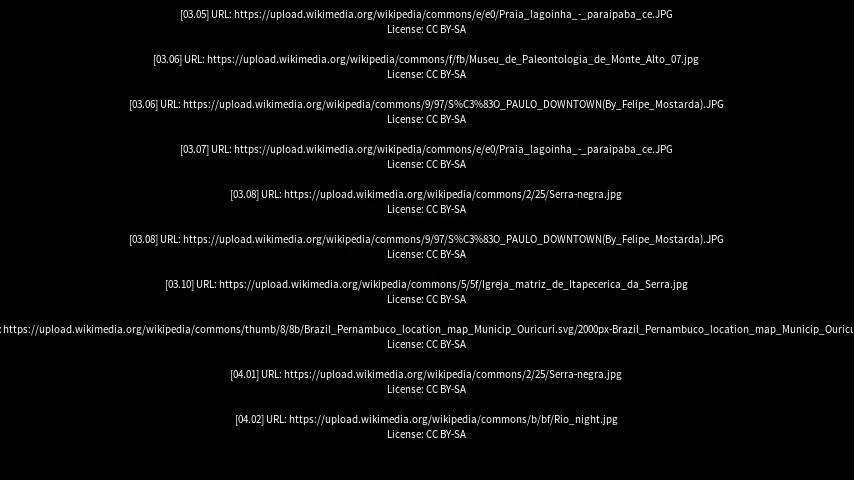 [03.05] URL: https://upload.wikimedia.org/wikipedia/commons/e/e0/Praia_lagoinha_-_paraipaba_ce.JPG
License: CC BY-SA
[03.06] URL: https://upload.wikimedia.org/wikipedia/commons/f/fb/Museu_de_Paleontologia_de_Monte_Alto_07.jpg
License: CC BY-SA
[03.06] URL: https://upload.wikimedia.org/wikipedia/commons/9/97/S%C3%83O_PAULO_DOWNTOWN(By_Felipe_Mostarda).JPG
License: CC BY-SA
[03.07] URL: https://upload.wikimedia.org/wikipedia/commons/e/e0/Praia_lagoinha_-_paraipaba_ce.JPG
License: CC BY-SA
[03.08] URL: https://upload.wikimedia.org/wikipedia/commons/2/25/Serra-negra.jpg
License: CC BY-SA
[03.08] URL: https://upload.wikimedia.org/wikipedia/commons/9/97/S%C3%83O_PAULO_DOWNTOWN(By_Felipe_Mostarda).JPG
License: CC BY-SA
[03.10] URL: https://upload.wikimedia.org/wikipedia/commons/5/5f/Igreja_matriz_de_Itapecerica_da_Serra.jpg
License: CC BY-SA
: https://upload.wikimedia.org/wikipedia/commons/thumb/8/8b/Brazil_Pernambuco_location_map_Municip_Ouricuri.svg/2000px-Brazil_Pernambuco_location_map_Municip_Ouricu
License: CC BY-SA
[04.01] URL: https://upload.wikimedia.org/wikipedia/commons/2/25/Serra-negra.jpg
License: CC BY-SA
[04.02] URL: https://upload.wikimedia.org/wikipedia/commons/b/bf/Rio_night.jpg
License: CC BY-SA